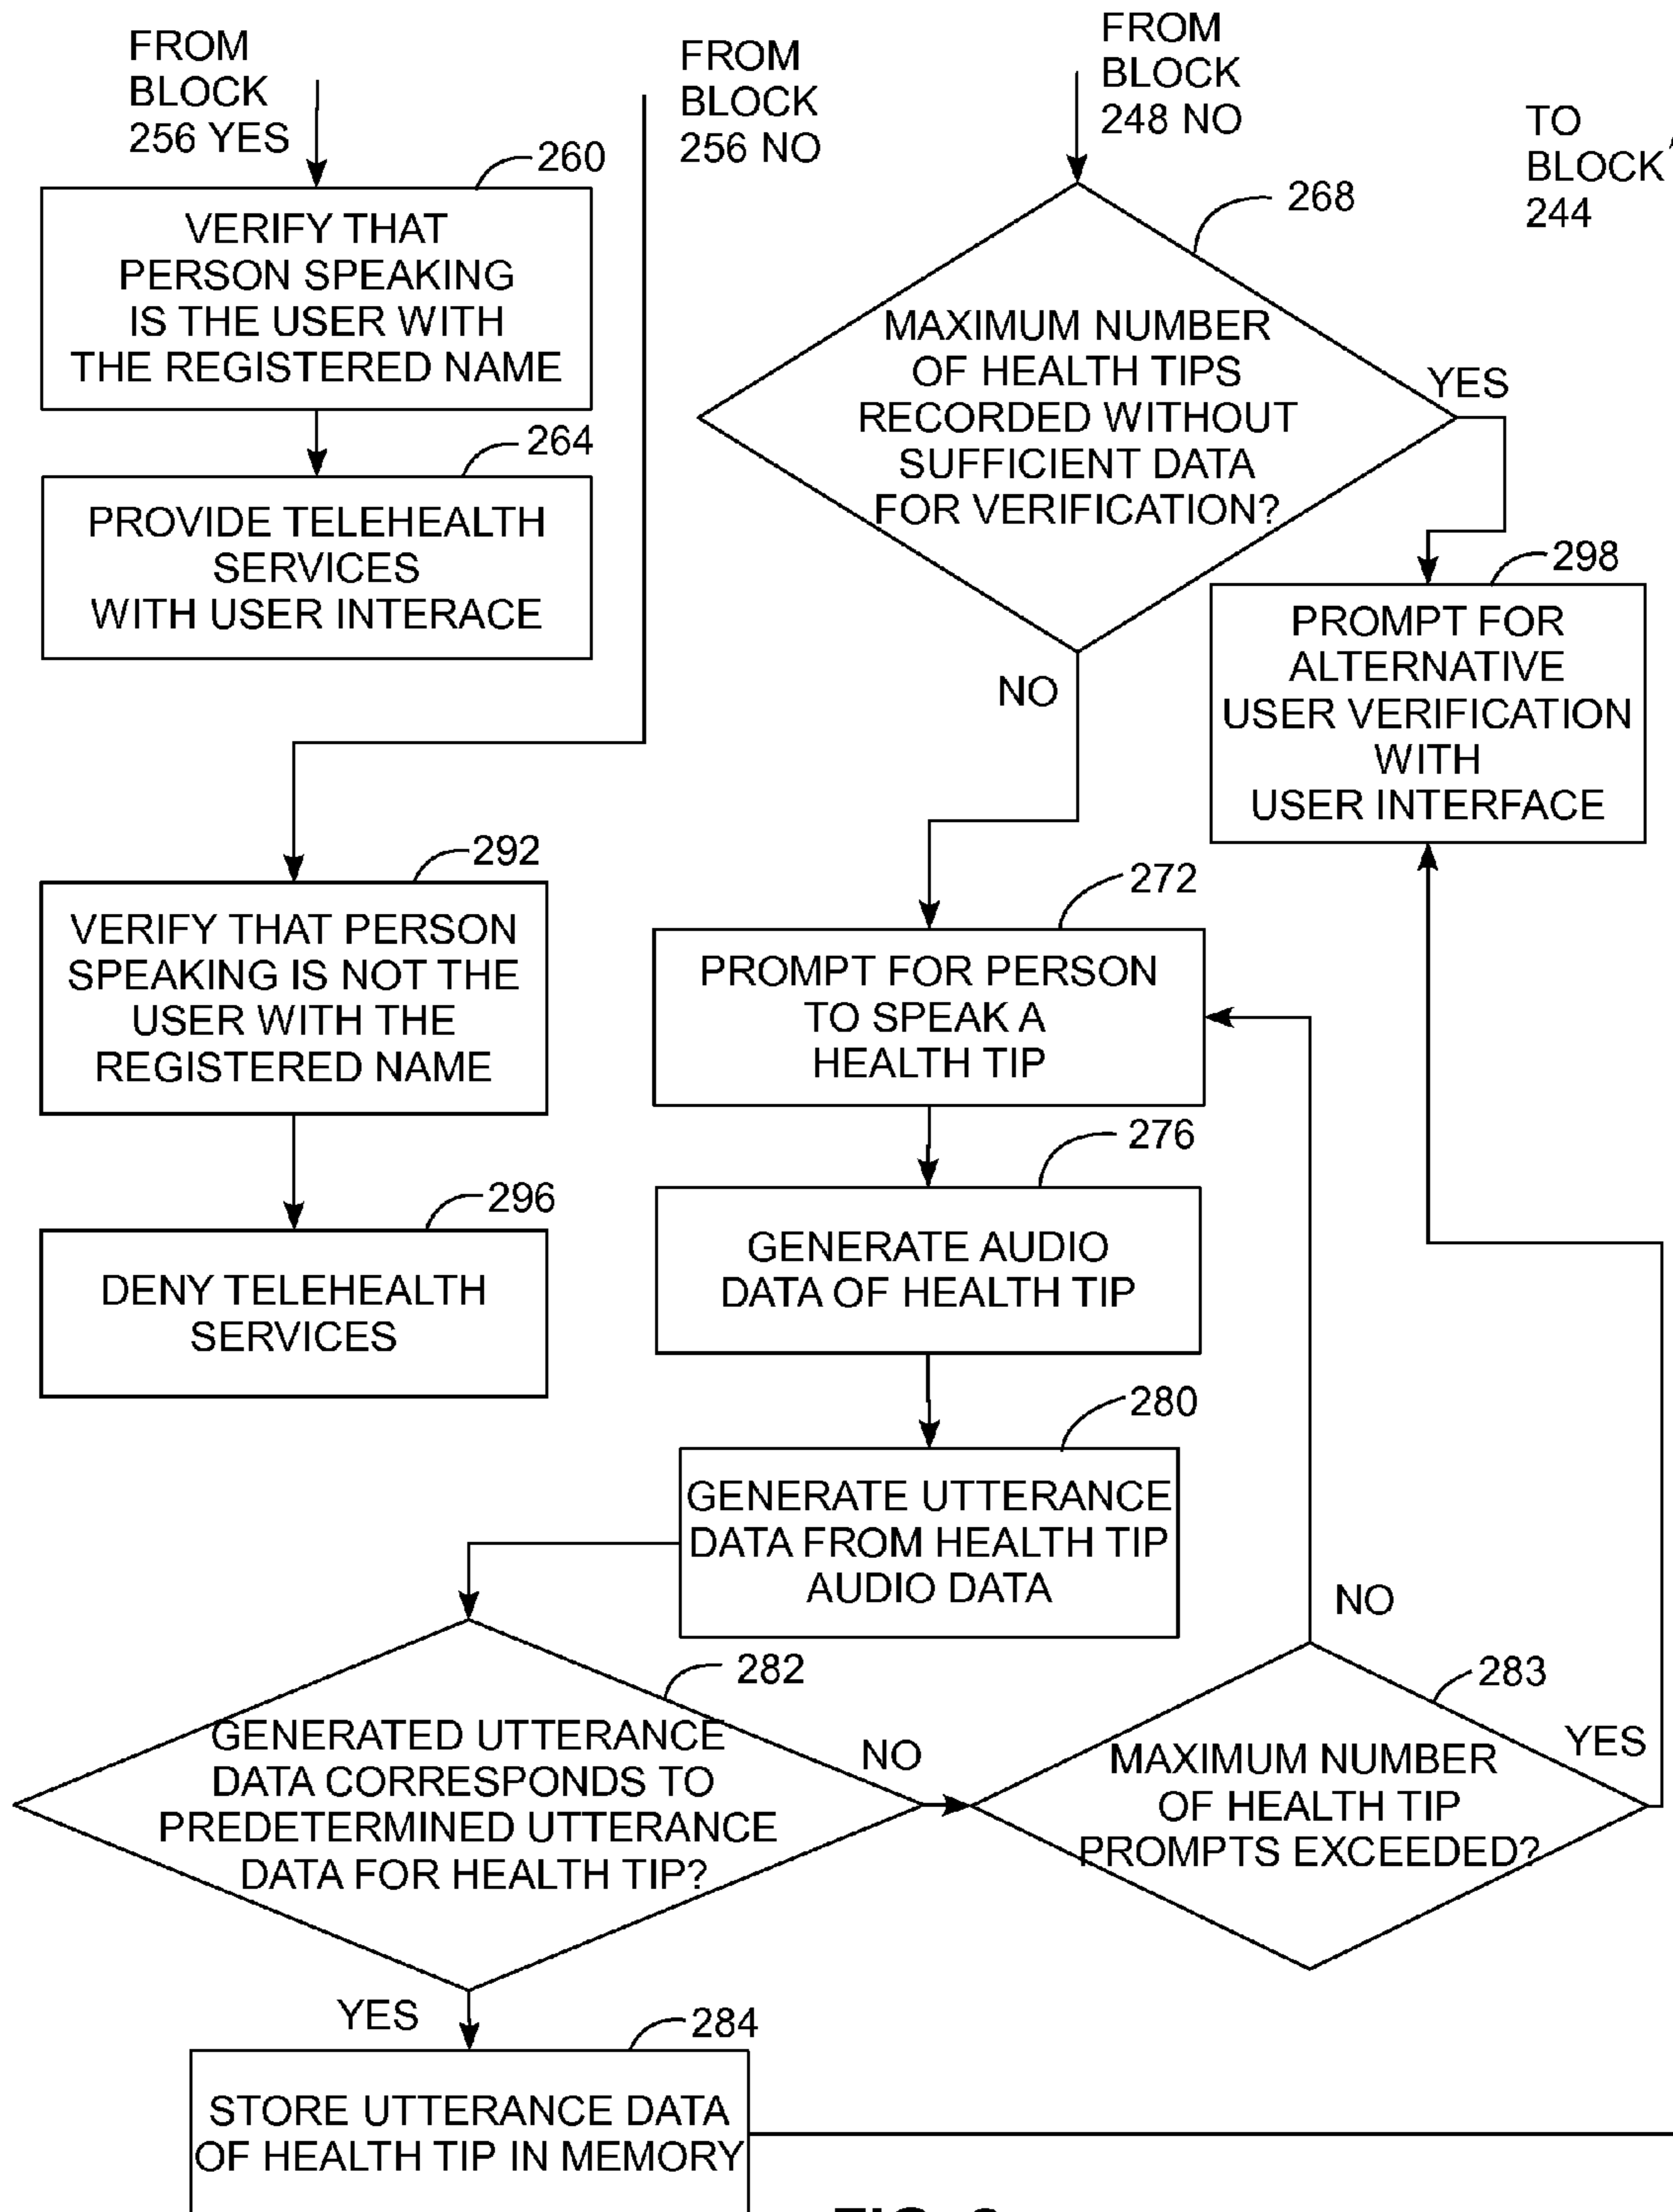 FROM
BLOCK
256 YES
FROM
BLOCK
256 NO
FROM
BLOCK
248 NO
TO
BLOCK
244
260
VERIFY THAT
PERSON SPEAKING
IS THE USER WITH
THE REGISTERED NAME
264
PROVIDE TELEHEALTH
SERVICES
WITH USER INTERACE
268
MAXIMUM NUMBER
OF HEALTH TIPS
RECORDED WITHOUT
SUFFICIENT DATA
FOR VERIFICATION?
YES
NO
298
PROMPT FOR
ALTERNATIVE
USER VERIFICATION
WITH
USER INTERFACE
292
VERIFY THAT PERSON
SPEAKING IS NOT THE
USER WITH THE
REGISTERED NAME
296
DENY TELEHEALTH
SERVICES
272
PROMPT FOR PERSON
TO SPEAK A
HEALTH TIP
276
GENERATE AUDIO
DATA OF HEALTH TIP
280
GENERATE UTTERANCE
DATA FROM HEALTH TIP
AUDIO DATA
282
GENERATED UTTERANCE
DATA CORRESPONDS TO
PREDETERMINED UTTERANCE
DATA FOR HEALTH TIP?
NO
YES
283
MAXIMUM NUMBER
OF HEALTH TIP
PROMPTS EXCEEDED?
NO
YES
284
STORE UTTERANCE DATA
OF HEALTH TIP IN MEMORY